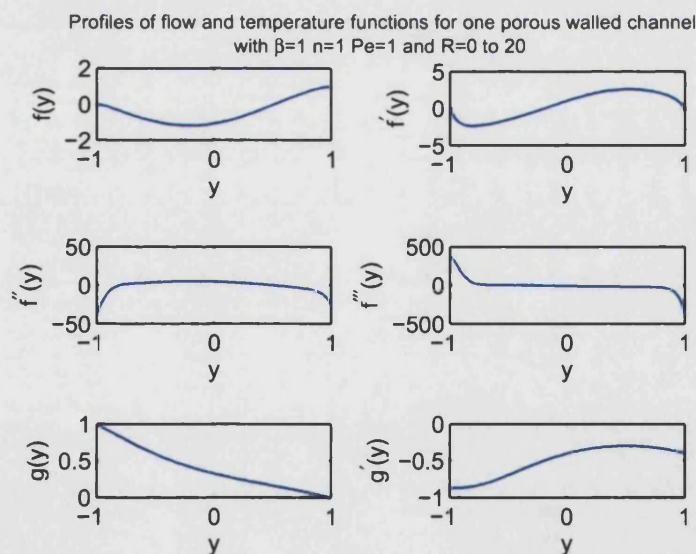 Profiles of flow and temperature functions for one porous walled channel
with β=1 n=1 Pe=1 and R=0 to 20
2
0
−2
f(y)
−1 0 1
y
5
0
−5
f′(y)
−1 0 1
y
50
0
−50
f″(y)
−1 0 1
y
500
0
−500
f‴(y)
−1 0 1
y
1
0.5
0
g(y)
−1 0 1
y
0
−0.5
−1
g′(y)
−1 0 1
y